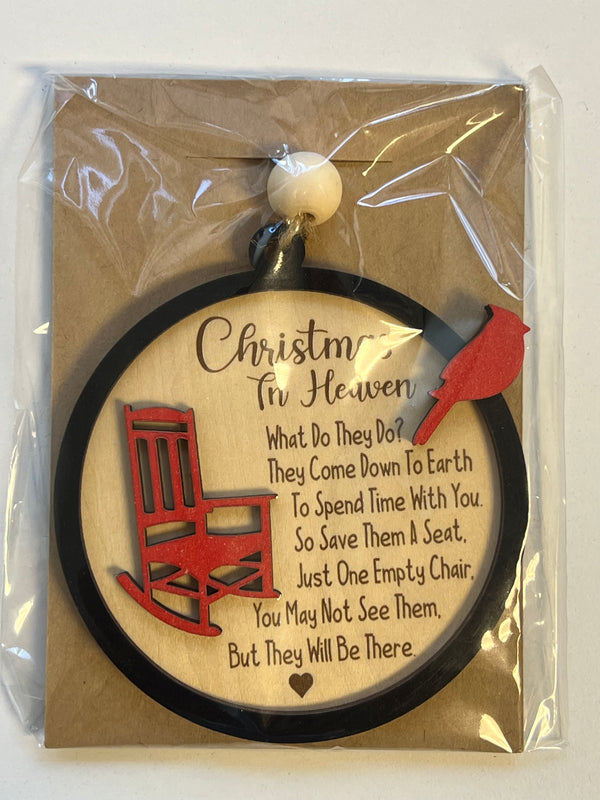 Christmas
In Heaven
What Do They Do?
They Come Down To Earth
To Spend Time With You.
So Save Them A Seat,
Just One Empty Chair,
You May Not See Them,
But They Will Be There.